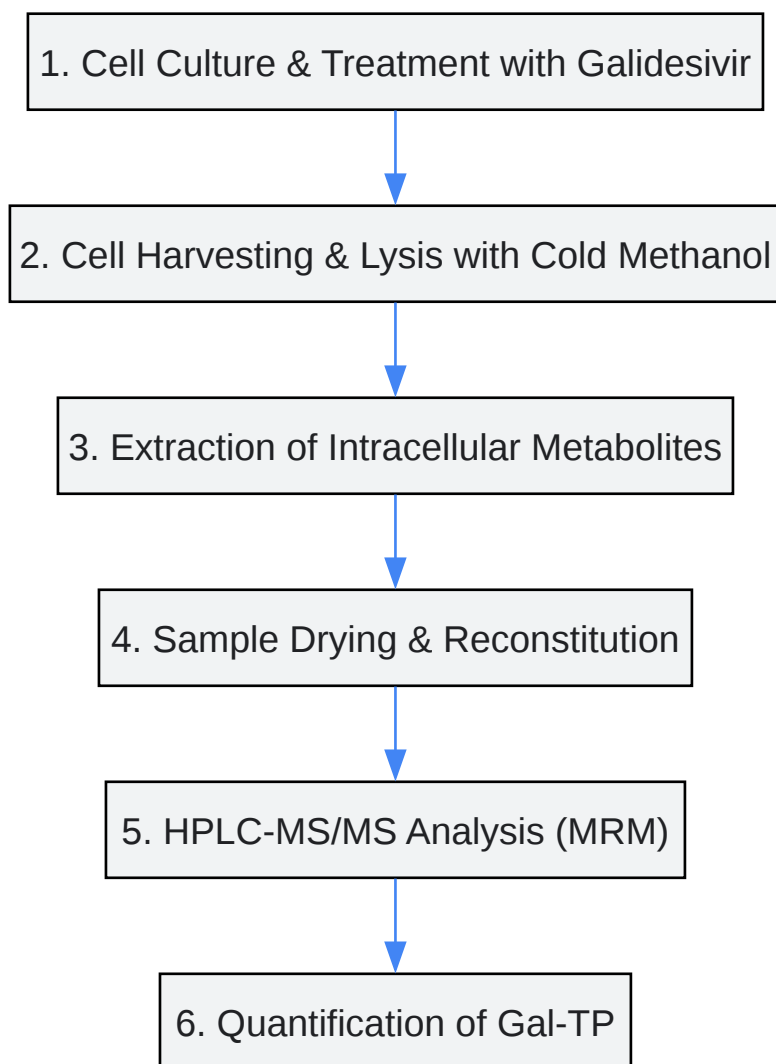 1. Cell Culture & Treatment with Galidesivir
2. Cell Harvesting & Lysis with Cold Methanol
3. Extraction of Intracellular Metabolites
4. Sample Drying & Reconstitution
5. HPLC-MS/MS Analysis (MRM)
6. Quantification of Gal-TP